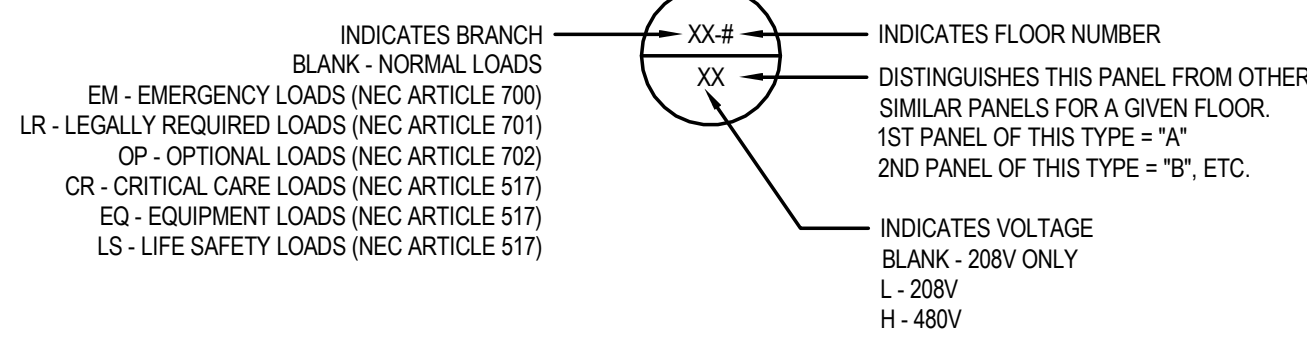 INDICATES BRANCH
BLANK - NORMAL LOADS
EM - EMERGENCY LOADS (NEC ARTICLE 700)
LR - LEGALLY REQUIRED LOADS (NEC ARTICLE 701)
OP - OPTIONAL LOADS (NEC ARTICLE 702)
CR - CRITICAL CARE LOADS (NEC ARTICLE 517)
EQ - EQUIPMENT LOADS (NEC ARTICLE 517)
LS - LIFE SAFETY LOADS (NEC ARTICLE 517)
XX-#
XX
INDICATES FLOOR NUMBER
DISTINGUISHES THIS PANEL FROM OTHER
SIMILAR PANELS FOR A GIVEN FLOOR.
1ST PANEL OF THIS TYPE = "A"
2ND PANEL OF THIS TYPE = "B", ETC.
INDICATES VOLTAGE
BLANK - 208V ONLY
L - 208V
H - 480V